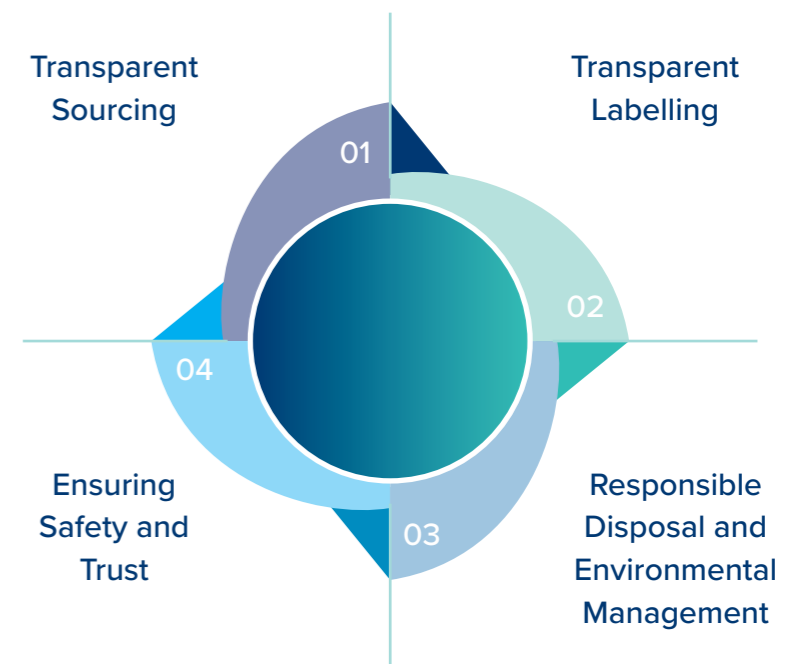 Transparent
Sourcing
01
Transparent
Labelling
02
03
Responsible
Disposal and
Environmental
Management
04
Ensuring
Safety and
Trust